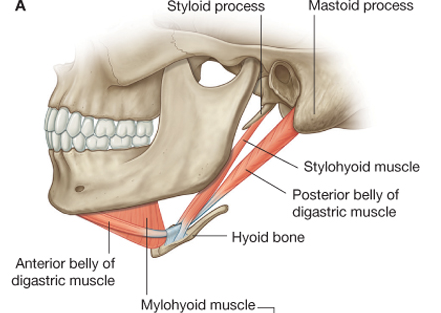 A
Styloid process
Mastoid process
Stylohyoid muscle
Posterior belly of
digastric muscle
Hyoid bone
Anterior belly of
digastric muscle
Mylohyoid muscle